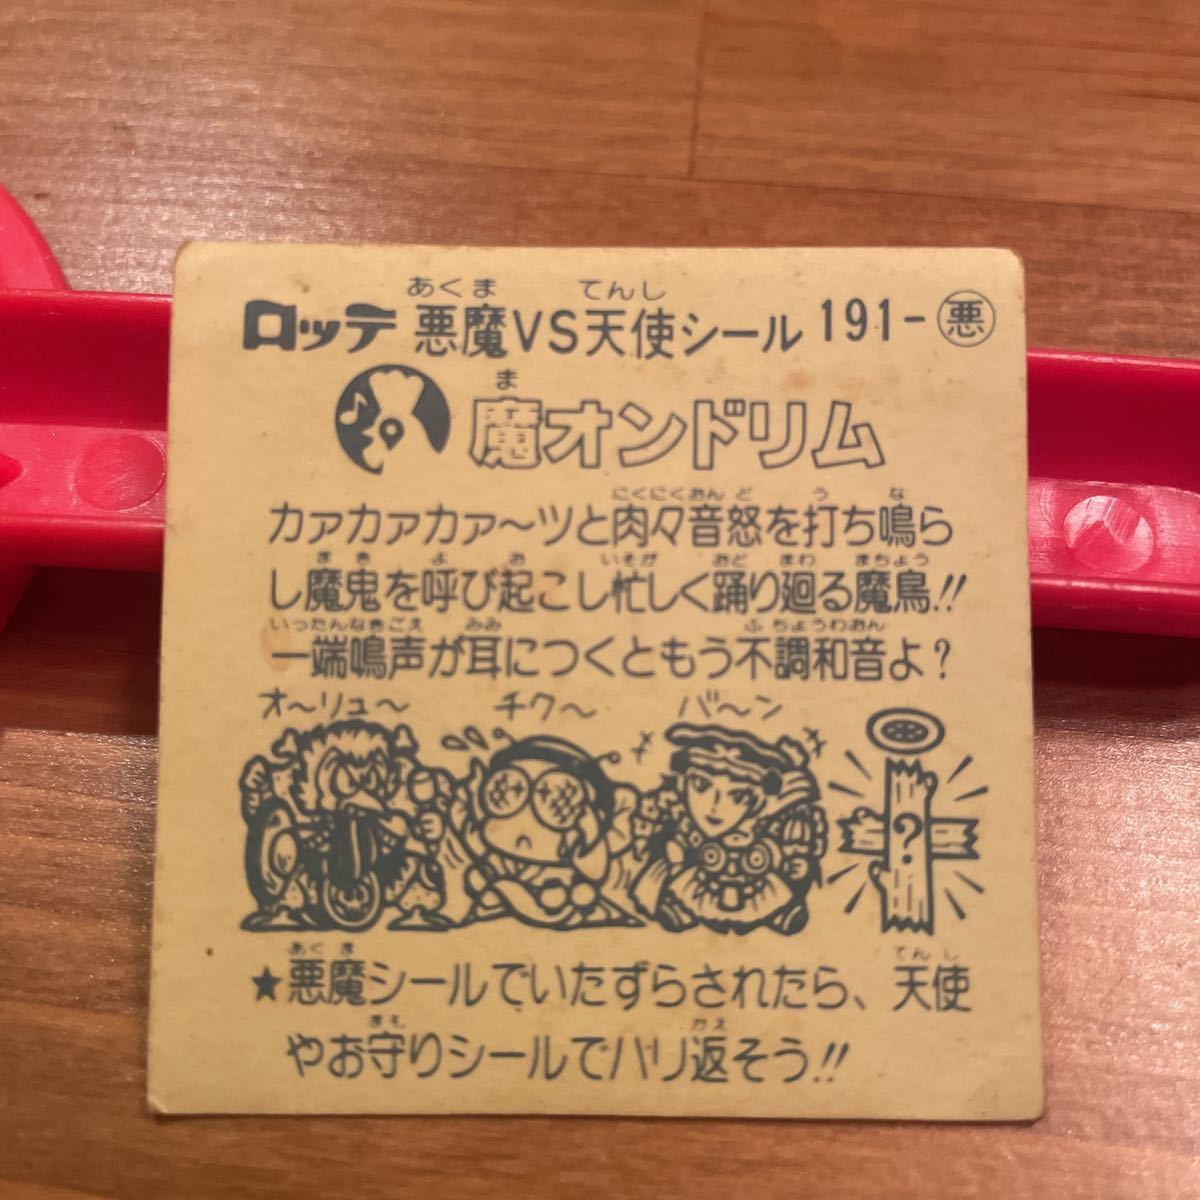 あくま てんし
ロッテ 悪魔VS天使シール 191-悪
ま
魔オンドリム
にくにくおんど う な
カァカァカァ〜ツと肉々音怒を打ち鳴ら
まき よ お いそが おど まわ まちょう
し魔鬼を呼び起こし忙しく踊り廻る魔鳥!!
いったんなきごえ みみ ふちょうわおん
一端鳴声が耳につくともう不調和音よ?
オ〜リュ〜 チク〜 バ〜ン
?
あくま てんし
★悪魔シールでいたずらされたら、天使
まも かえ
やお守りシールでハリ返そう!!